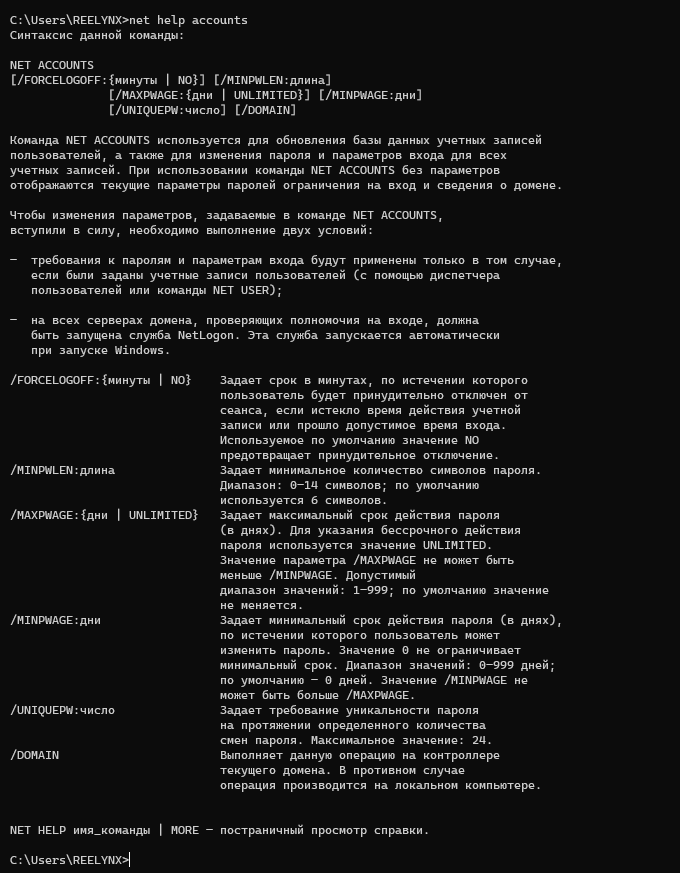 C:\Users\REELYNX>net help accounts
Синтаксис данной команды:

NET ACCOUNTS
[/FORCELOGOFF:{минуты | NO}] [/MINPWLEN:длина]
              [/MAXPWAGE:{дни | UNLIMITED}] [/MINPWAGE:дни]
              [/UNIQUEPW:число] [/DOMAIN]

Команда NET ACCOUNTS используется для обновления базы данных учетных записей
пользователей, а также для изменения пароля и параметров входа для всех
учетных записей. При использовании команды NET ACCOUNTS без параметров
отображаются текущие параметры паролей ограничения на вход и сведения о домене.

Чтобы изменения параметров, задаваемые в команде NET ACCOUNTS,
вступили в силу, необходимо выполнение двух условий:

—  требования к паролям и параметрам входа будут применены только в том случае,
   если были заданы учетные записи пользователей (с помощью диспетчера
   пользователей или команды NET USER);

—  на всех серверах домена, проверяющих полномочия на входе, должна
   быть запущена служба NetLogon. Эта служба запускается автоматически
   при запуске Windows.

/FORCELOGOFF:{минуты | NO}    Задает срок в минутах, по истечении которого
                              пользователь будет принудительно отключен от
                              сеанса, если истекло время действия учетной
                              записи или прошло допустимое время входа.
                              Используемое по умолчанию значение NO
                              предотвращает принудительное отключение.
/MINPWLEN:длина               Задает минимальное количество символов пароля.
                              Диапазон: 0—14 символов; по умолчанию
                              используется 6 символов.
/MAXPWAGE:{дни | UNLIMITED}   Задает максимальный срок действия пароля
                              (в днях). Для указания бессрочного действия
                              пароля используется значение UNLIMITED.
                              Значение параметра /MAXPWAGE не может быть
                              меньше /MINPWAGE. Допустимый
                              диапазон значений: 1—999; по умолчанию значение
                              не меняется.
/MINPWAGE:дни                 Задает минимальный срок действия пароля (в днях),
                              по истечении которого пользователь может
                              изменить пароль. Значение 0 не ограничивает
                              минимальный срок. Диапазон значений: 0—999 дней;
                              по умолчанию — 0 дней. Значение /MINPWAGE не
                              может быть больше /MAXPWAGE.
/UNIQUEPW:число               Задает требование уникальности пароля
                              на протяжении определенного количества
                              смен пароля. Максимальное значение: 24.
/DOMAIN                       Выполняет данную операцию на контроллере
                              текущего домена. В противном случае
                              операция производится на локальном компьютере.


NET HELP имя_команды | MORE — постраничный просмотр справки.

C:\Users\REELYNX>